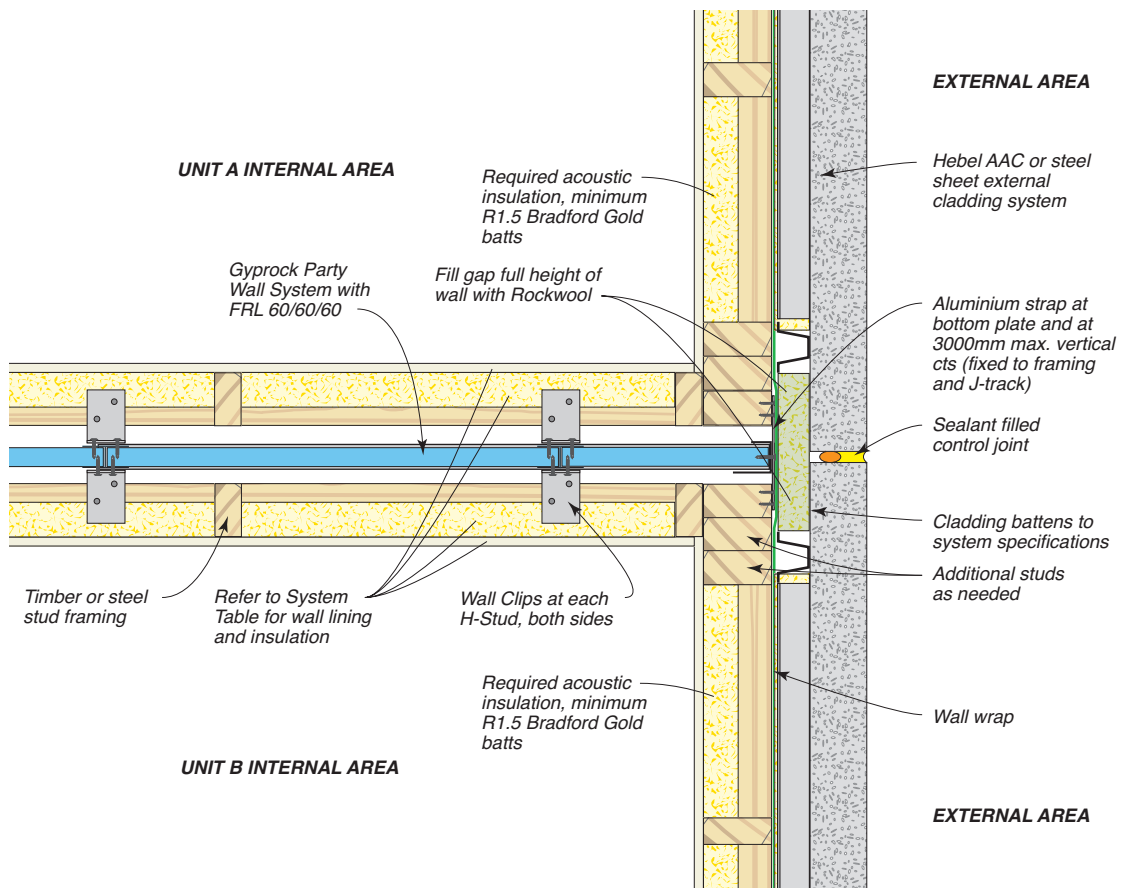 EXTERNAL AREA
UNIT A INTERNAL AREA
Required acoustic
insulation, minimum
R1.5 Bradford Gold
batts
Hebel AAC or steel
sheet external
cladding system
Gyprock Party
Wall System with
FRL 60/60/60
Fill gap full height of
wall with Rockwool
Aluminium strap at
bottom plate and at
3000mm max. vertical
cts (fixed to framing
and J-track)
Sealant filled
control joint
Cladding battens to
system specifications
Additional studs
as needed
Timber or steel
stud framing
Refer to System
Table for wall lining
and insulation
Wall Clips at each
H-Stud, both sides
Required acoustic
insulation, minimum
R1.5 Bradford Gold
batts
Wall wrap
UNIT B INTERNAL AREA
EXTERNAL AREA